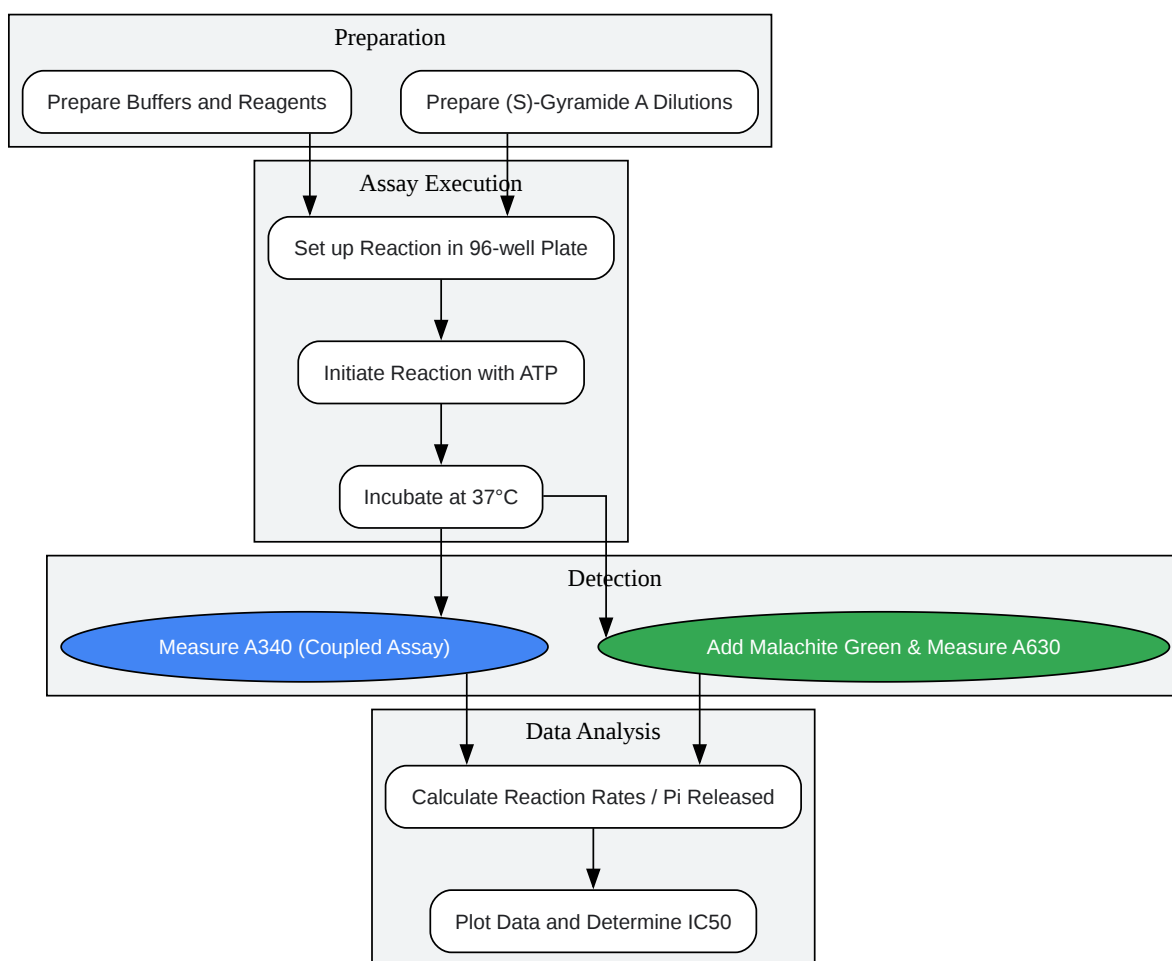 Preparation
Prepare Buffers and Reagents
Prepare (S)-Gyramide A Dilutions
Assay Execution
Set up Reaction in 96-well Plate
Initiate Reaction with ATP
Incubate at 37°C
Detection
Measure A340 (Coupled Assay)
Add Malachite Green & Measure A630
Data Analysis
Calculate Reaction Rates / Pi Released
Plot Data and Determine IC50